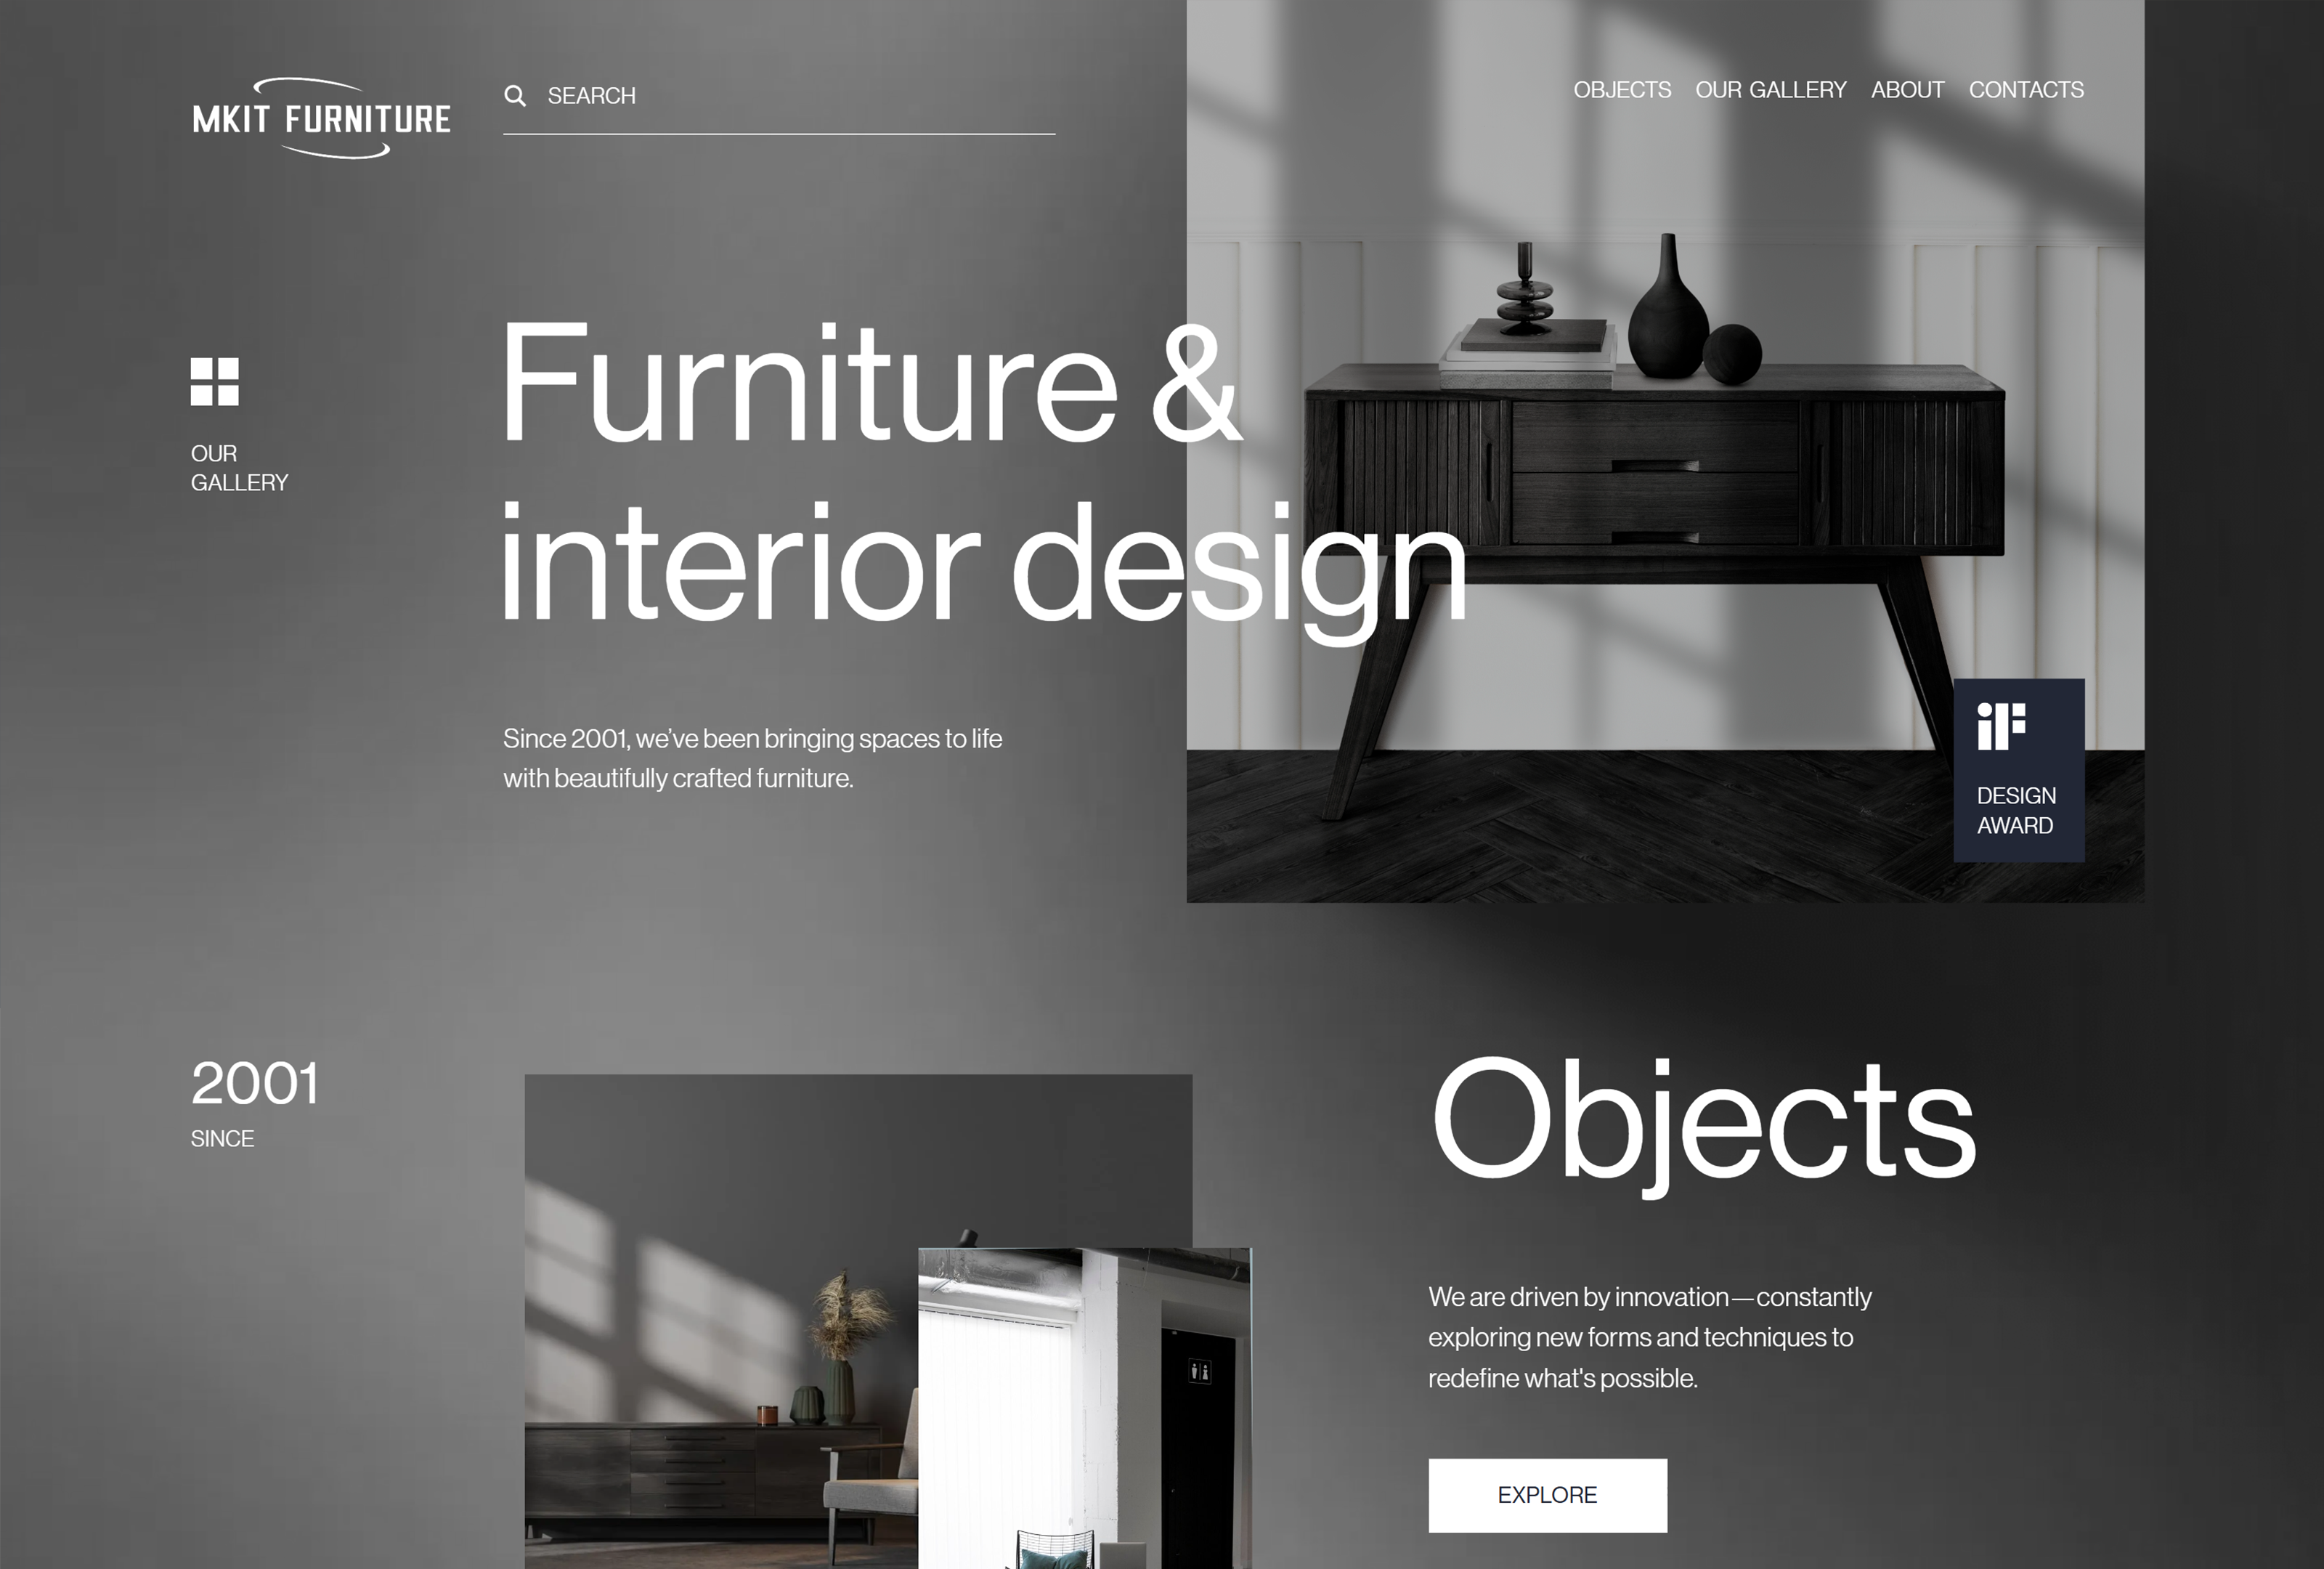 MKIT FURNITURE
SEARCH
OBJECTS OUR GALLERY ABOUT CONTACTS
Furniture &
interior design
OUR
GALLERY
Since 2001, we've been bringing spaces to life
with beautifully crafted furniture.
iF
DESIGN
AWARD
2001
SINCE
Objects
We are driven by innovation—constantly
exploring new forms and techniques to
redefine what's possible.
EXPLORE